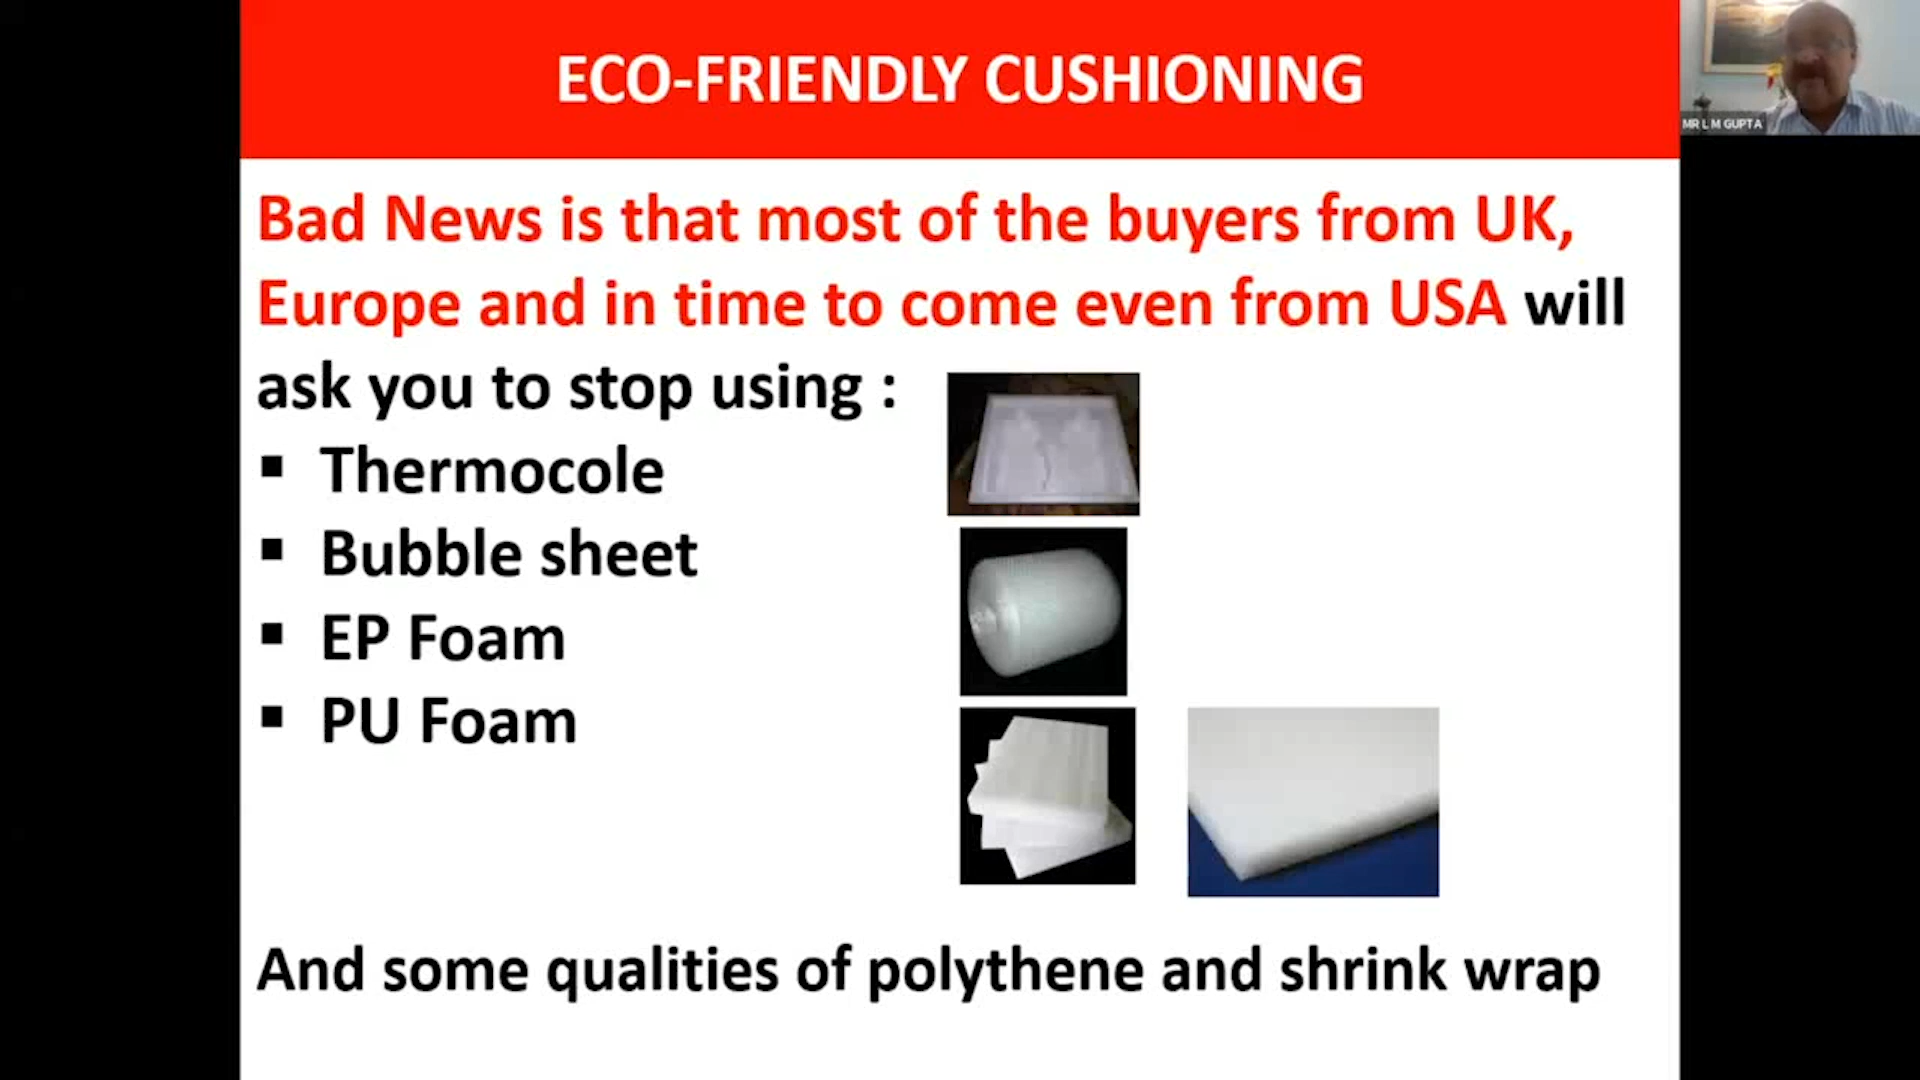 ECO-FRIENDLY CUSHIONING
MR L M GUPTA
Bad News is that most of the buyers from UK,
Europe and in time to come even from USA will
ask you to stop using :
▪ Thermocole
▪ Bubble sheet
▪ EP Foam
▪ PU Foam
And some qualities of polythene and shrink wrap